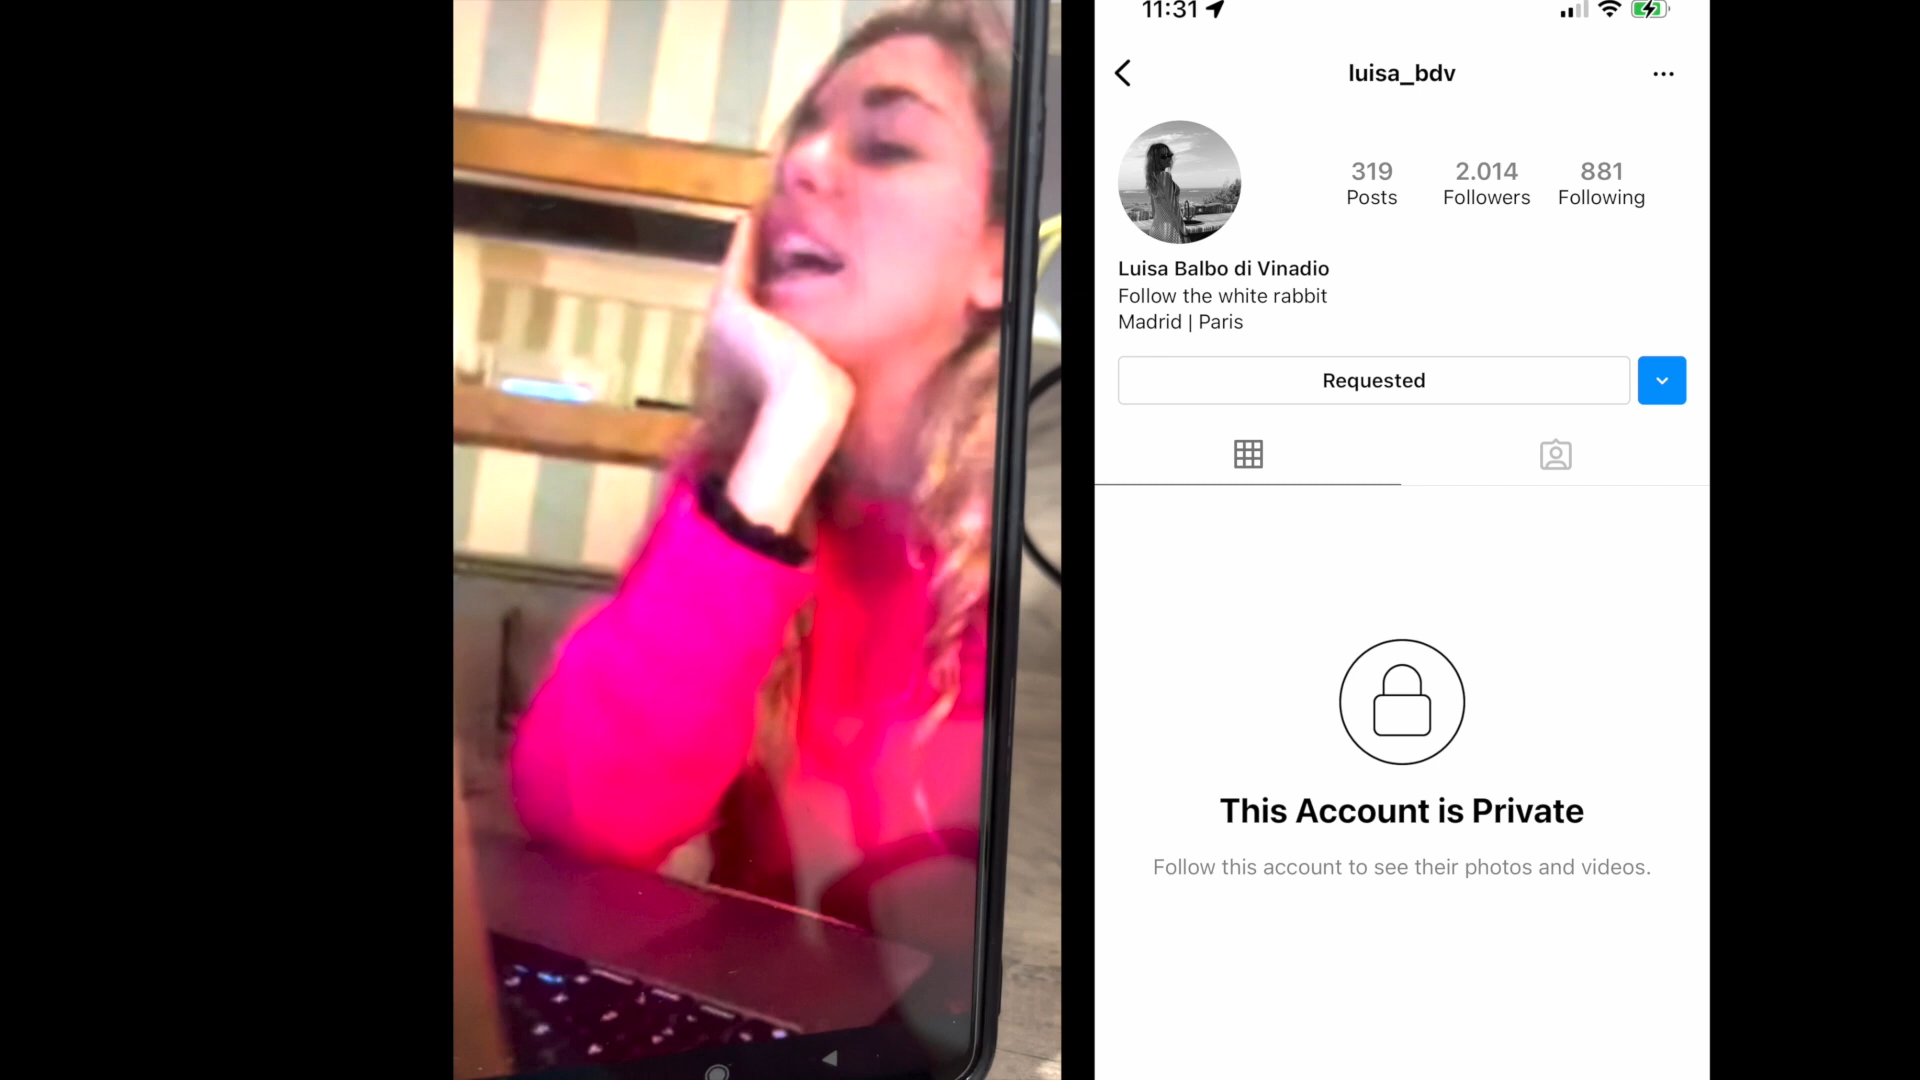 11:31
luisa_bdv
319 2.014 881
Posts Followers Following
Luisa Balbo di Vinadio
Follow the white rabbit
Madrid | Paris
Requested
This Account is Private
Follow this account to see their photos and videos.